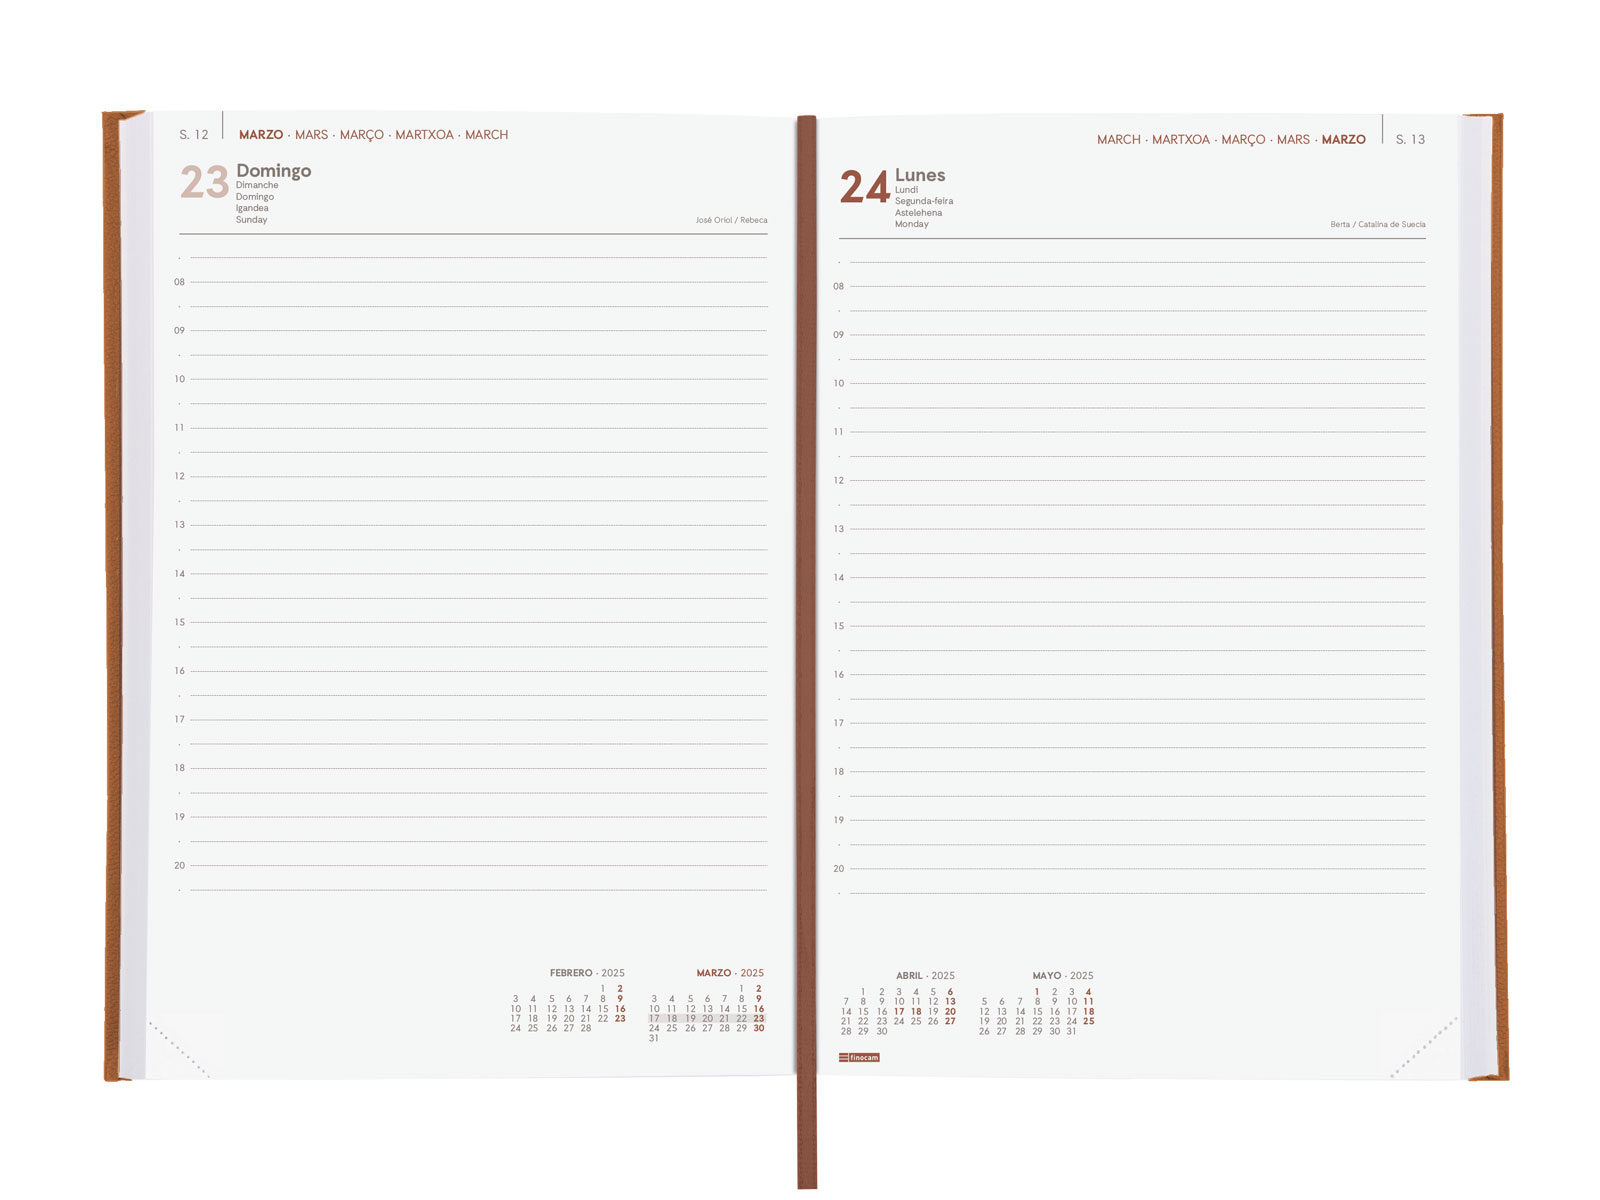 S. 12 MARZO · MARS · MARÇO · MARTXOA · MARCH
23 Domingo
Dimanche
Domingo
Igandea
Sunday
José Oriol / Rebeca
08
09
10
11
12
13
14
15
16
17
18
19
20
FEBRERO · 2025
1 2
3 4 5 6 7 8 9
10 11 12 13 14 15 16
17 18 19 20 21 22 23
24 25 26 27 28
MARZO · 2025
1 2
3 4 5 6 7 8 9
10 11 12 13 14 15 16
17 18 19 20 21 22 23
24 25 26 27 28 29 30
31
MARCH · MARTXOA · MARÇO · MARS · MARZO S. 13
24 Lunes
Lundi
Segunda-feira
Astelehena
Monday
Berta / Catalina de Suecia
08
09
10
11
12
13
14
15
16
17
18
19
20
ABRIL · 2025
1 2 3 4 5 6
7 8 9 10 11 12 13
14 15 16 17 18 19 20
21 22 23 24 25 26 27
28 29 30
MAYO · 2025
1 2 3 4
5 6 7 8 9 10 11
12 13 14 15 16 17 18
19 20 21 22 23 24 25
26 27 28 29 30 31
finocam